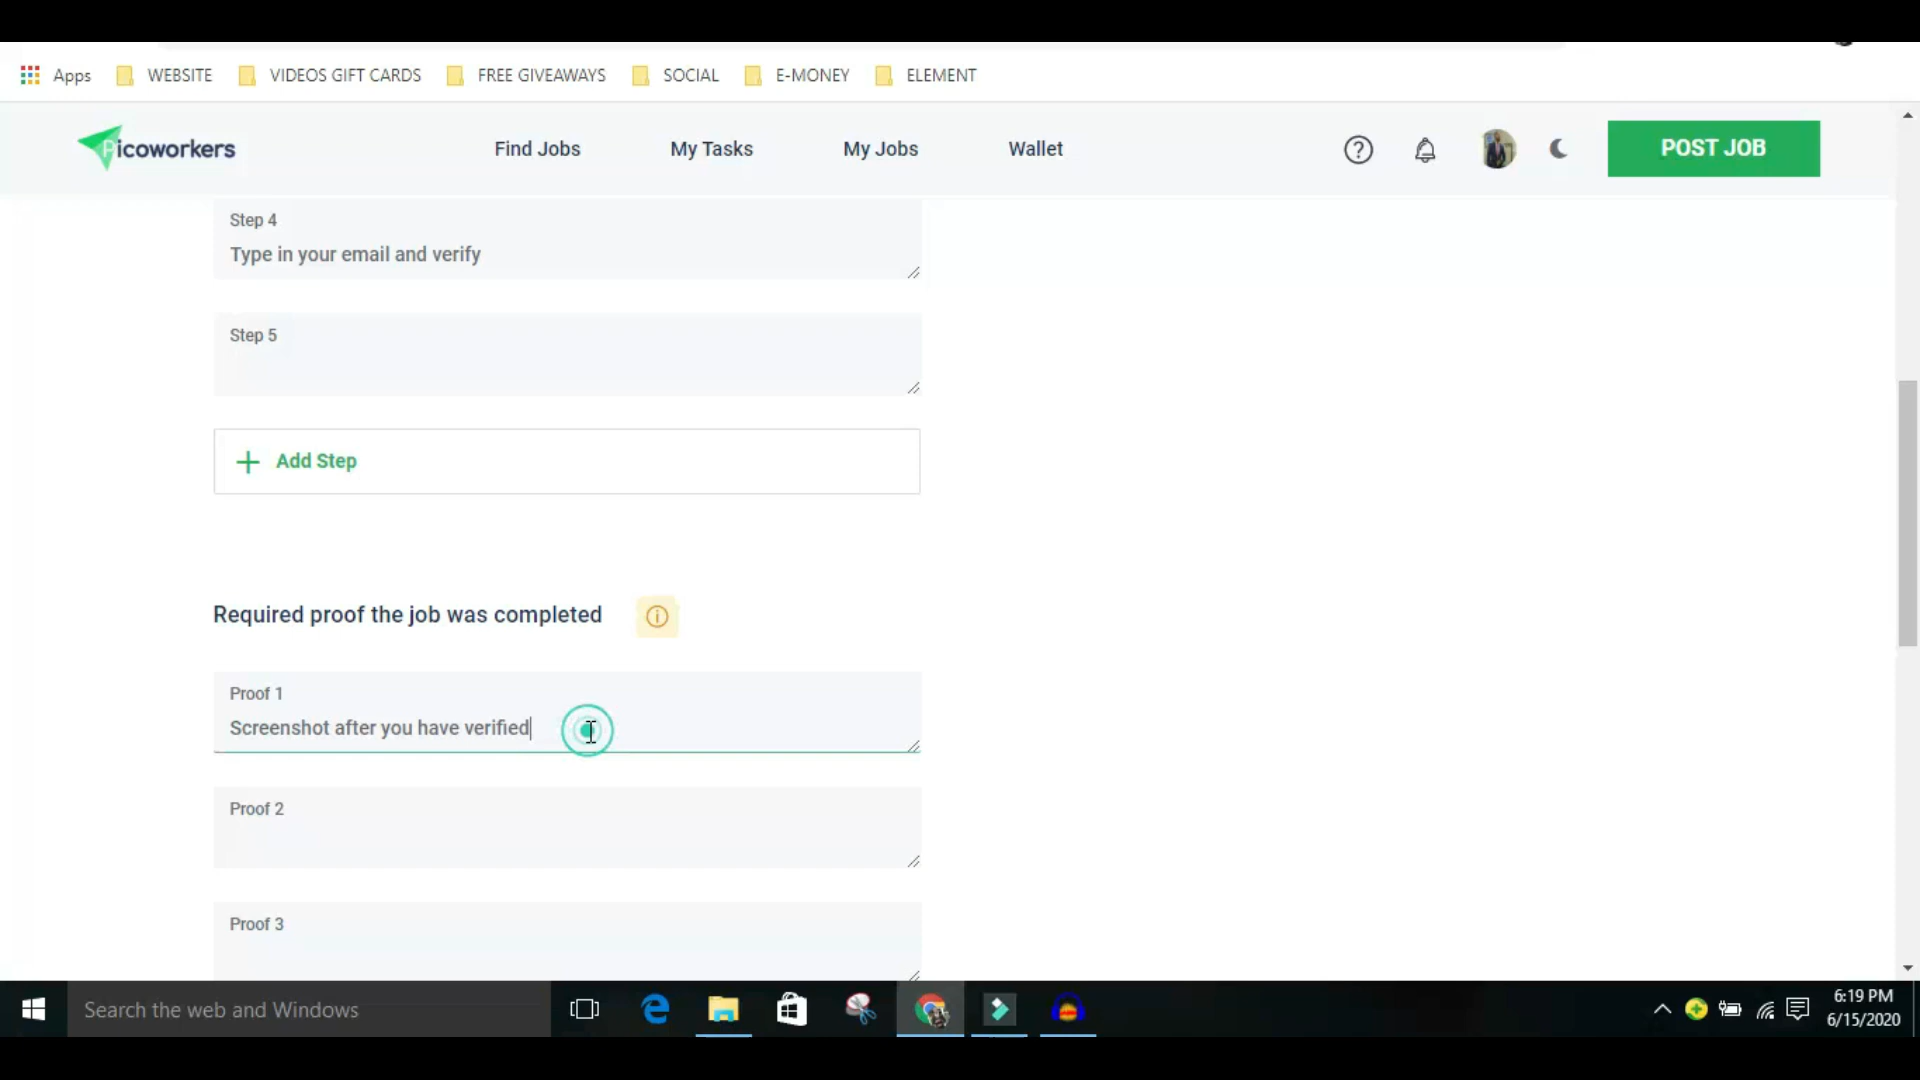 Apps WEBSITE VIDEOS GIFT CARDS FREE GIVEAWAYS SOCIAL E-MONEY ELEMENT
Picoworkers Find Jobs My Tasks My Jobs Wallet POST JOB
Step 4
Type in your email and verify
Step 5
Add Step
Required proof the job was completed
Proof 1
Screenshot after you have verified
Proof 2
Proof 3
Search the web and Windows
6:19 PM
6/15/2020